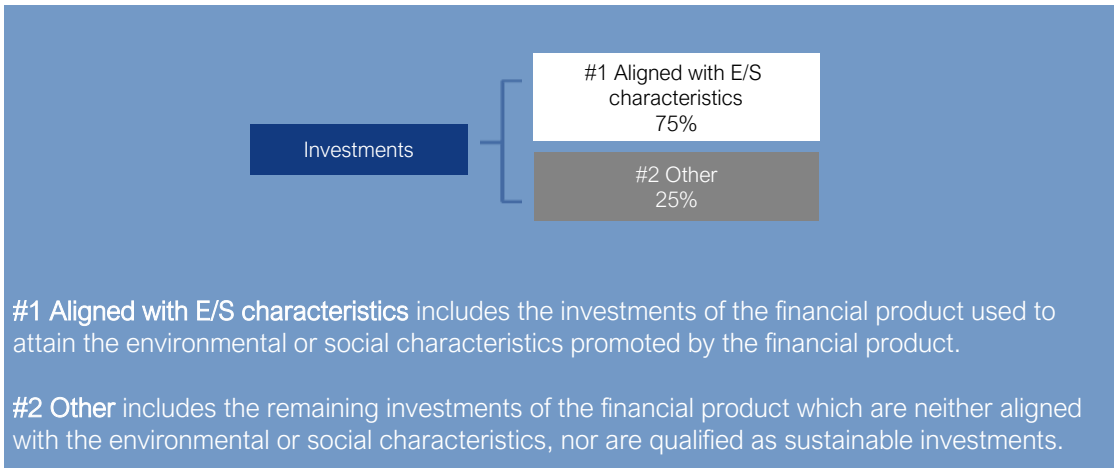 #1 Aligned with E/S
characteristics
75%
Investments
#2 Other
25%
#1 Aligned with E/S characteristics includes the investments of the financial product used to
attain the environmental or social characteristics promoted by the financial product.
#2 Other includes the remaining investments of the financial product which are neither aligned
with the environmental or social characteristics, nor are qualified as sustainable investments.